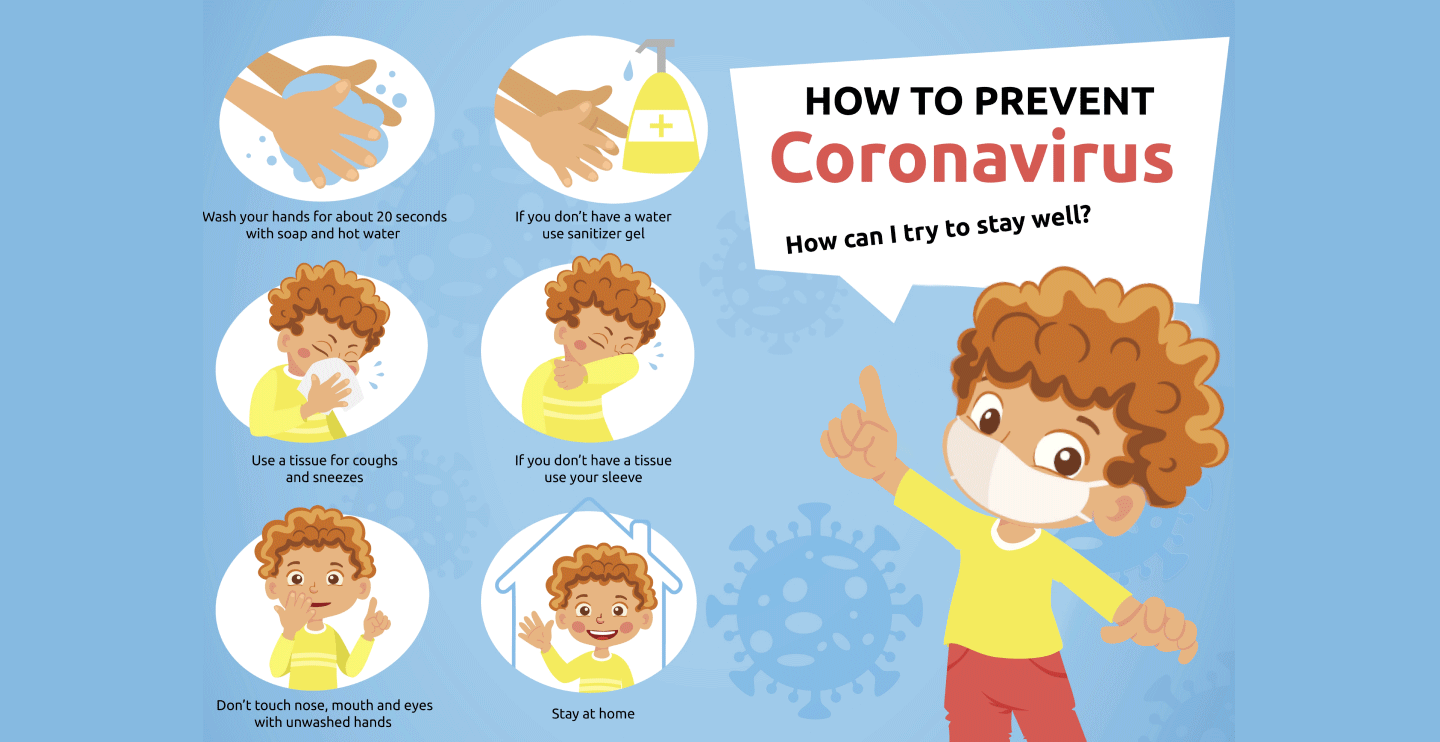 HOW TO PREVENT
Coronavirus
How can I try to stay well?
Wash your hands for about 20 seconds
with soap and hot water
If you don't have a water
use sanitizer gel
Use a tissue for coughs
and sneezes
If you don't have a tissue
use your sleeve
Don't touch nose, mouth and eyes
with unwashed hands
Stay at home